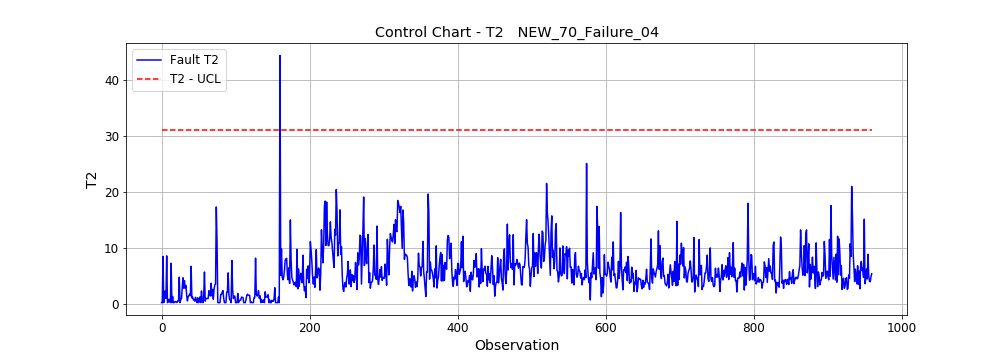 Control Chart - T2   NEW_70_Failure_04
Fault T2
T2 - UCL
40
30
20
10
0
T2
0 200 400 600 800 1000
Observation